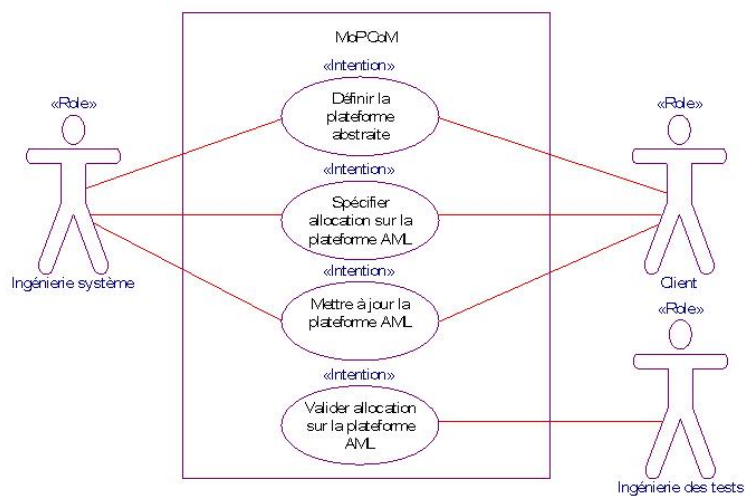 MoPCoM
«Intention»
«Role»
Définir la
plateforme
abstraite
«Role»
«Intention»
Spécifier
allocation sur la
plateforme AML
«Intention»
Ingénierie système
Client
Mettre à jour la
plateforme AML
«Role»
«Intention»
Valider allocation
sur la plateforme
AML
Ingénierie des tests